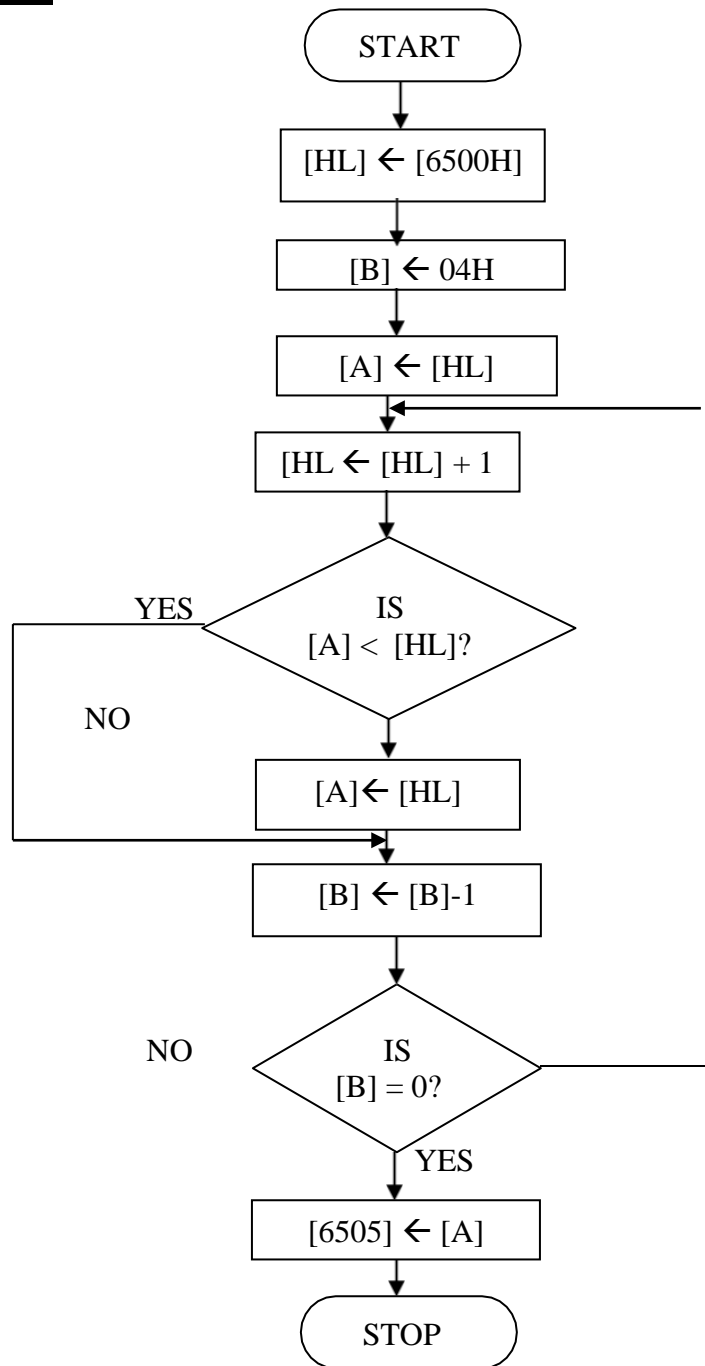 START
[HL] ← [6500H]
[B] ← 04H
[A] ← [HL]
[HL ← [HL] + 1
YES
IS
[A] < [HL]?
NO
[A]← [HL]
[B] ← [B]-1
NO
IS
[B] = 0?
YES
[6505] ← [A]
STOP